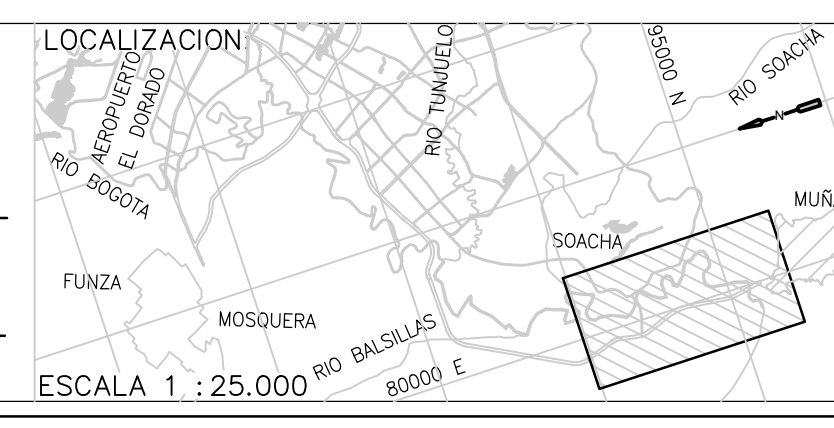 LOCALIZACION:
AEROPUERTO
EL DORADO
RIO BOGOTA
RIO TUNJUELO
95000 N
RIO SOACHA
N
SOACHA
FUNZA
MOSQUERA
RIO BALSILLAS
80000 E
ESCALA 1 : 25.000